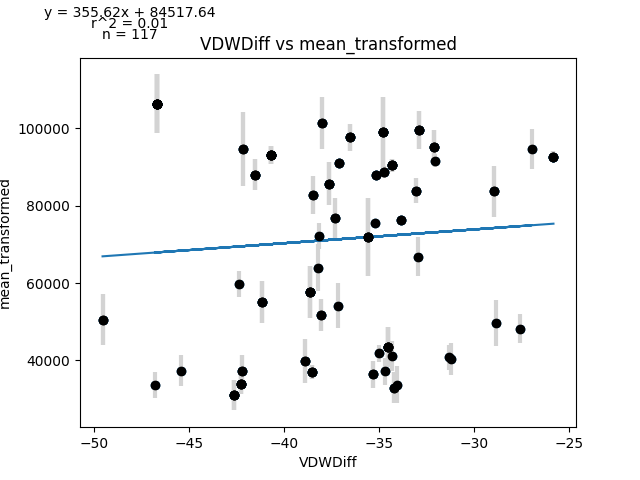 y = 355.62x + 84517.64
r^2 = 0.01
n = 117
VDWDiff vs mean_transformed
100000
80000
60000
40000
mean_transformed
−50
−45
−40
−35
−30
−25
VDWDiff